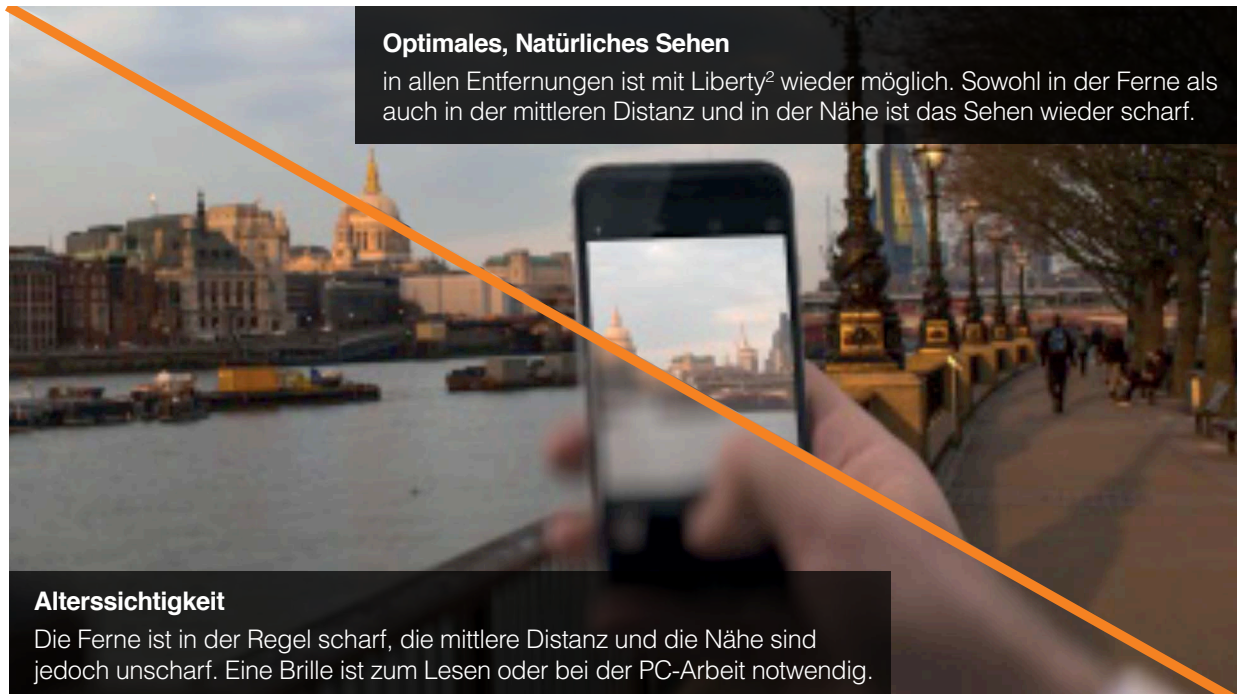 Optimales, Natürliches Sehen
in allen Entfernungen ist mit Liberty² wieder möglich. Sowohl in der Ferne als
auch in der mittleren Distanz und in der Nähe ist das Sehen wieder scharf.
Alterssichtigkeit
Die Ferne ist in der Regel scharf, die mittlere Distanz und die Nähe sind
jedoch unscharf. Eine Brille ist zum Lesen oder bei der PC-Arbeit notwendig.